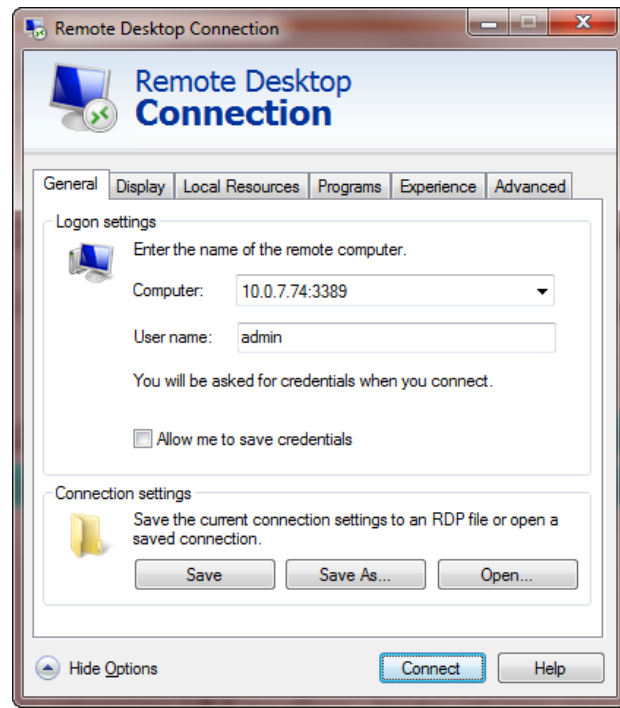 Remote Desktop Connection
Remote Desktop
Connection
General Display Local Resources Programs Experience Advanced
Logon settings
Enter the name of the remote computer.
Computer: 10.0.7.74:3389
User name: admin
You will be asked for credentials when you connect.
Allow me to save credentials
Connection settings
Save the current connection settings to an RDP file or open a
saved connection.
Save Save As... Open...
Hide Options Connect Help